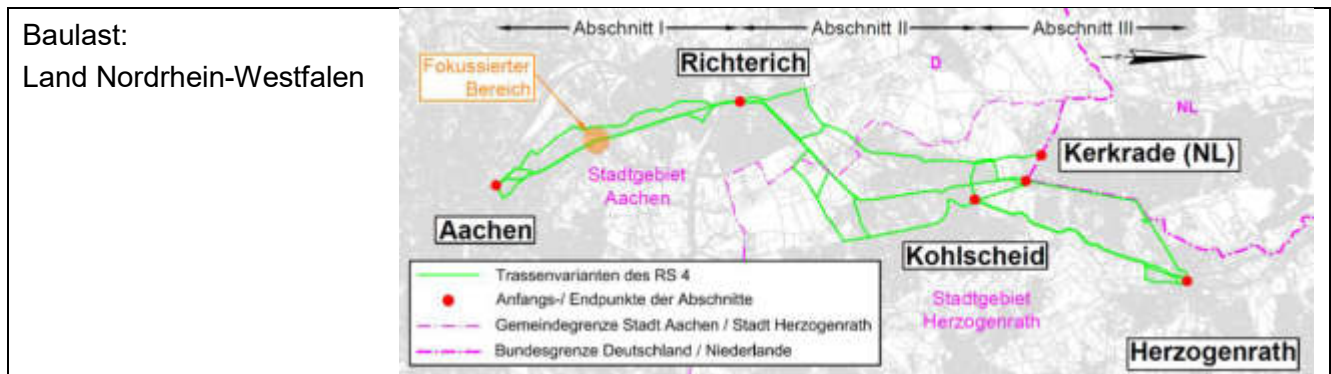 Baulast:
Land Nordrhein-Westfalen
Abschnitt I
Abschnitt II
Abschnitt III
Fokussierter
Bereich
Richterich
D
NL
Kerkrade (NL)
Stadtgebiet
Aachen
Aachen
Kohlscheid
Stadtgebiet
Herzogenrath
Herzogenrath
Trassenvarianten des RS 4
Anfangs-/ Endpunkte der Abschnitte
Gemeindegrenze Stadt Aachen / Stadt Herzogenrath
Bundesgrenze Deutschland / Niederlande